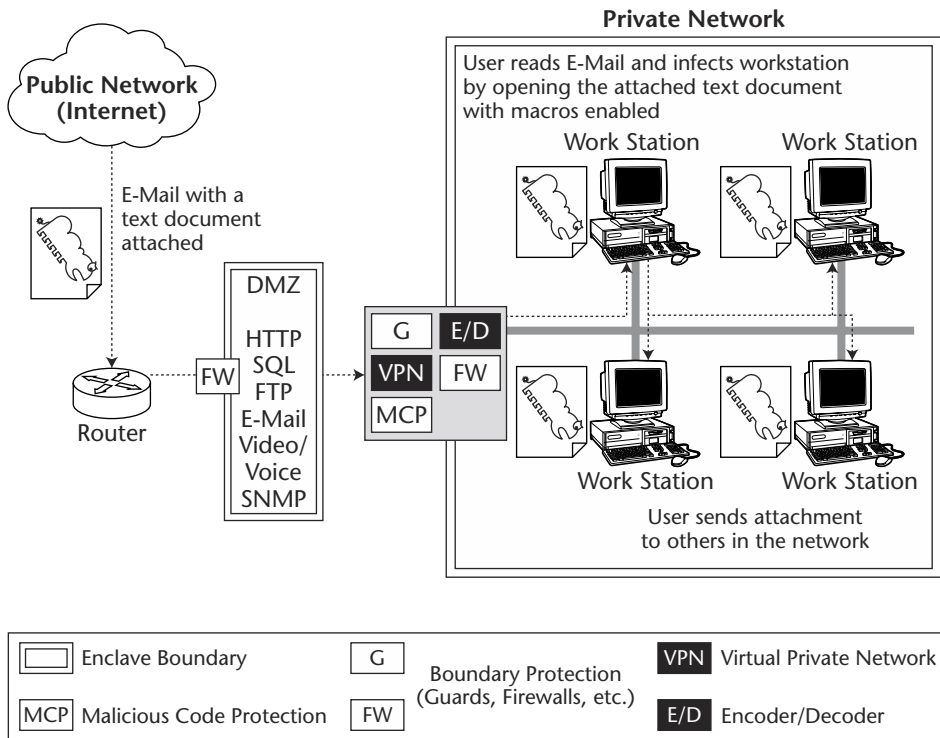 Private Network
Public Network
(Internet)
User reads E-Mail and infects workstation
by opening the attached text document
with macros enabled
Work Station
Work Station
E-Mail with a
text document
attached
DMZ
HTTP
SQL
FTP
E-Mail
Video/
Voice
SNMP
FW
Router
G
E/D
VPN
FW
MCP
Work Station
Work Station
User sends attachment
to others in the network
Enclave Boundary
G
Boundary Protection
(Guards, Firewalls, etc.)
VPN
Virtual Private Network
MCP
Malicious Code Protection
FW
E/D
Encoder/Decoder